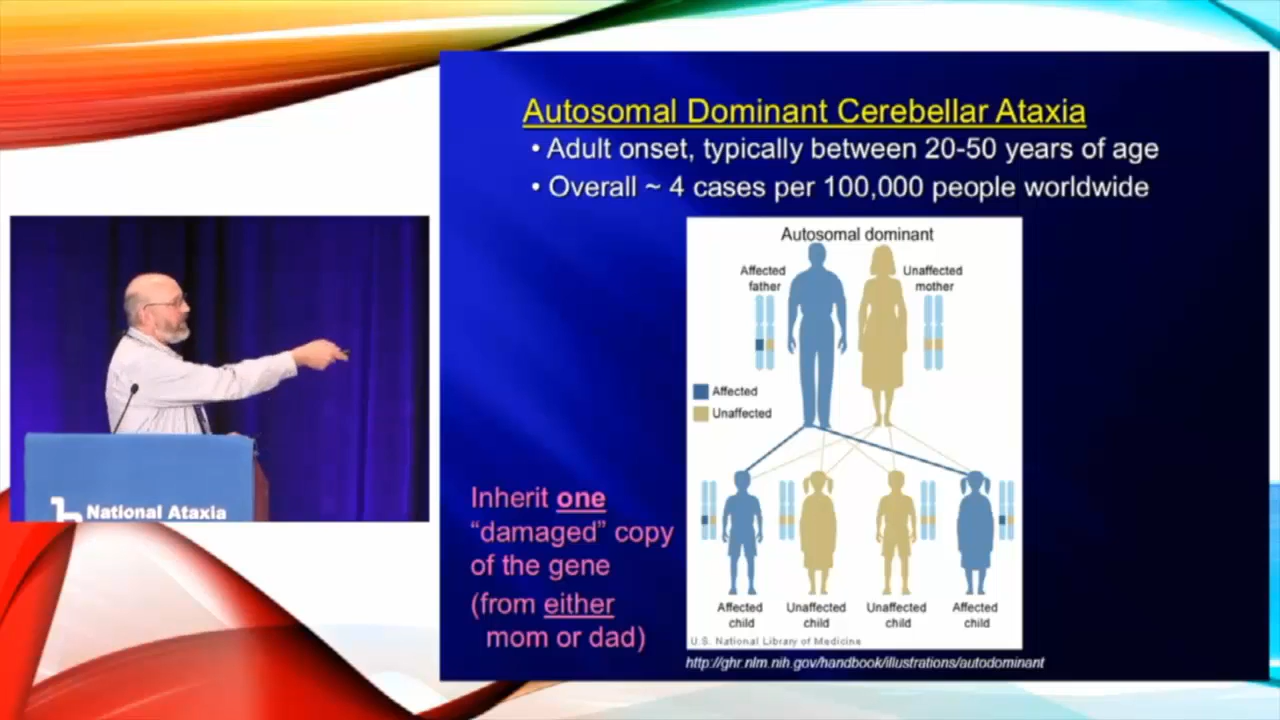 Autosomal Dominant Cerebellar Ataxia
• Adult onset, typically between 20-50 years of age
• Overall ~ 4 cases per 100,000 people worldwide
Autosomal dominant
Affected
father
Unaffected
mother
Affected
Unaffected
Inherit one
"damaged" copy
of the gene
(from either
mom or dad)
Affected
child
Unaffected
child
Unaffected
child
Affected
child
U.S. National Library of Medicine
http://ghr.nlm.nih.gov/handbook/illustrations/autodominant
National Ataxia